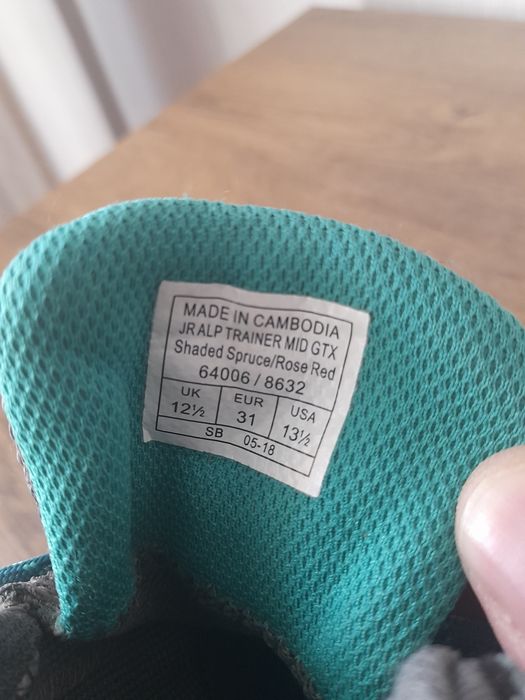 MADE IN CAMBODIA
JR ALP TRAINER MID GTX
Shaded Spruce/Rose Red
64006 / 8632
UK EUR USA
12½ 31 13½
SB 05-18